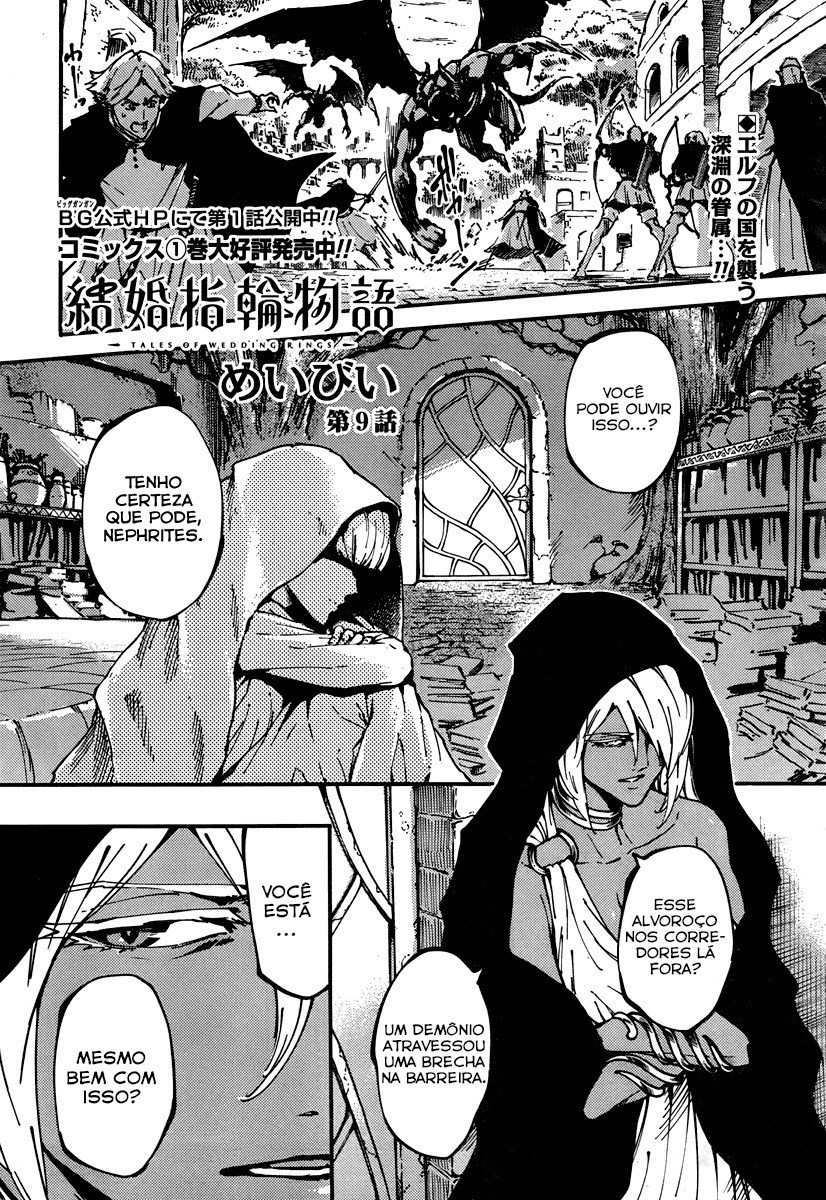 ◆エルフの国を襲う
深淵の眷属…!!
ビッグガンガン
BG公式HPにて第1話公開中!!
コミックス①巻大好評発売中!!
結婚指輪物語
TALES OF WEDDING RINGS
めいびい
第9話
VOCÊ
PODE OUVIR
ISSO...?
TENHO
CERTEZA
QUE PODE,
NEPHRITES.
ESSE
ALVOROÇO
NOS CORRE-
DORES LÁ
FORA?
UM DEMÔNIO
ATRAVESSOU
UMA BRECHA
NA BARREIRA.
VOCÊ
ESTÁ
...
MESMO
BEM COM
ISSO?